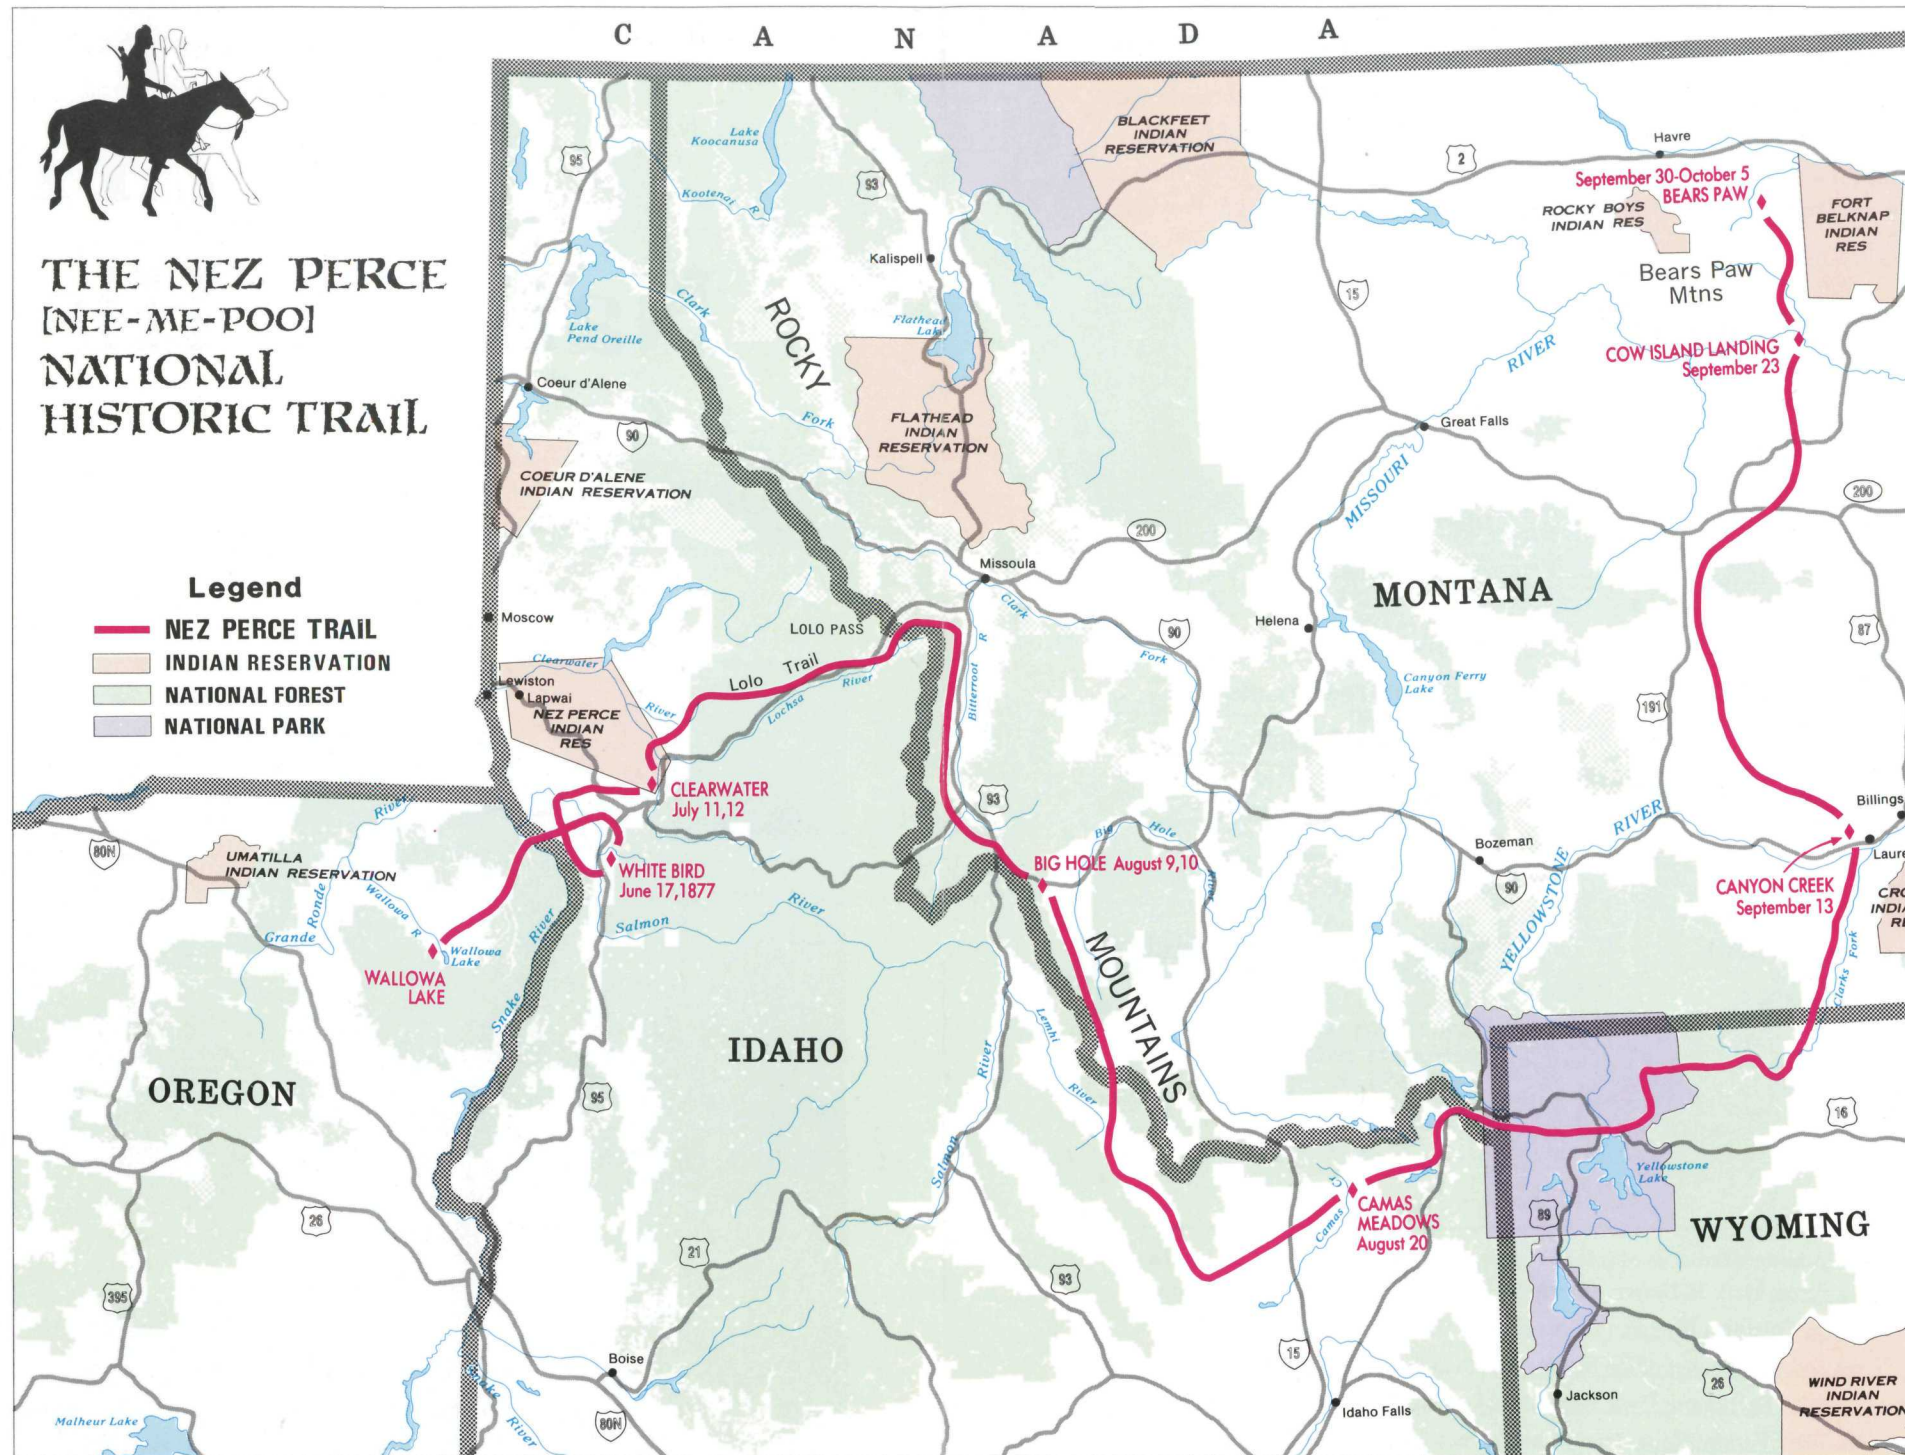 C A N A D A
THE NEZ PERCE
[NEE-ME-POO]
NATIONAL
HISTORIC TRAIL
Legend
NEZ PERCE TRAIL
INDIAN RESERVATION
NATIONAL FOREST
NATIONAL PARK
95
Lake
Koocanusa
Kootenai R
93
BLACKFEET
INDIAN
RESERVATION
2
Havre
September 30-October 5
BEARS PAW
ROCKY BOYS
INDIAN RES
FORT
BELKNAP
INDIAN
RES
Bears Paw
Mtns
Kalispell
15
Clark
Fork
Lake
Pend Oreille
ROCKY
Flathead
Lake
RIVER
COW ISLAND LANDING
September 23
Coeur d'Alene
90
FLATHEAD
INDIAN
RESERVATION
Great Falls
MISSOURI
COEUR D'ALENE
INDIAN RESERVATION
200
200
Missoula
Clark
Fork
MONTANA
Moscow
LOLO PASS
Helena
90
87
Clearwater
River
Lolo Trail
Lochsa
River
Bitterroot R
Canyon Ferry
Lake
Lewiston
Lapwai
NEZ PERCE
INDIAN
RES
191
CLEARWATER
July 11,12
93
Big Hole
River
Billings
Bozeman
YELLOWSTONE
RIVER
Laure
80N
UMATILLA
INDIAN RESERVATION
River
Ronde
Grande
Wallowa R
Wallowa
Lake
WALLOWA
LAKE
WHITE BIRD
June 17,1877
BIG HOLE August 9,10
90
CANYON CREEK
September 13
CRO
INDIA
RE
Clarks Fork
Salmon
River
River
Snake
MOUNTAINS
Lemhi
River
IDAHO
OREGON
95
River
Salmon
16
Yellowstone
Lake
Camas Cr
CAMAS
MEADOWS
August 20
89
WYOMING
26
21
93
395
15
Boise
Snake
River
80N
Idaho Falls
Jackson
26
WIND RIVER
INDIAN
RESERVATION
Malheur Lake